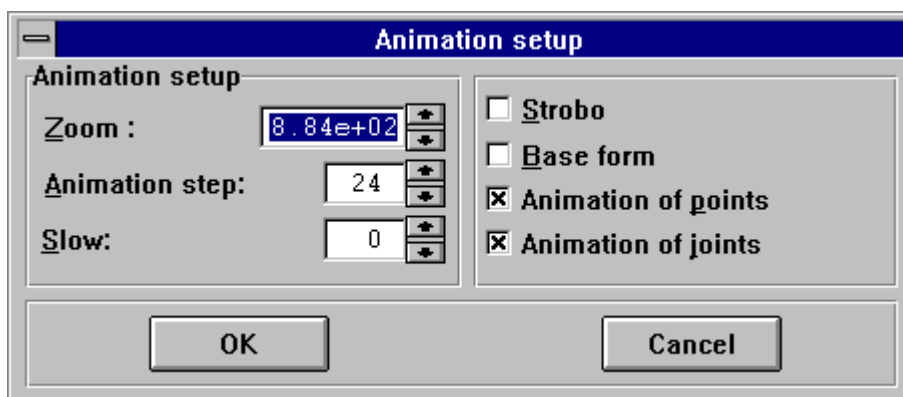 Animation setup
Animation setup
Zoom : 8.84e+02
Animation step: 24
Slow: 0
Strobo
Base form
Animation of points
Animation of joints
OK
Cancel